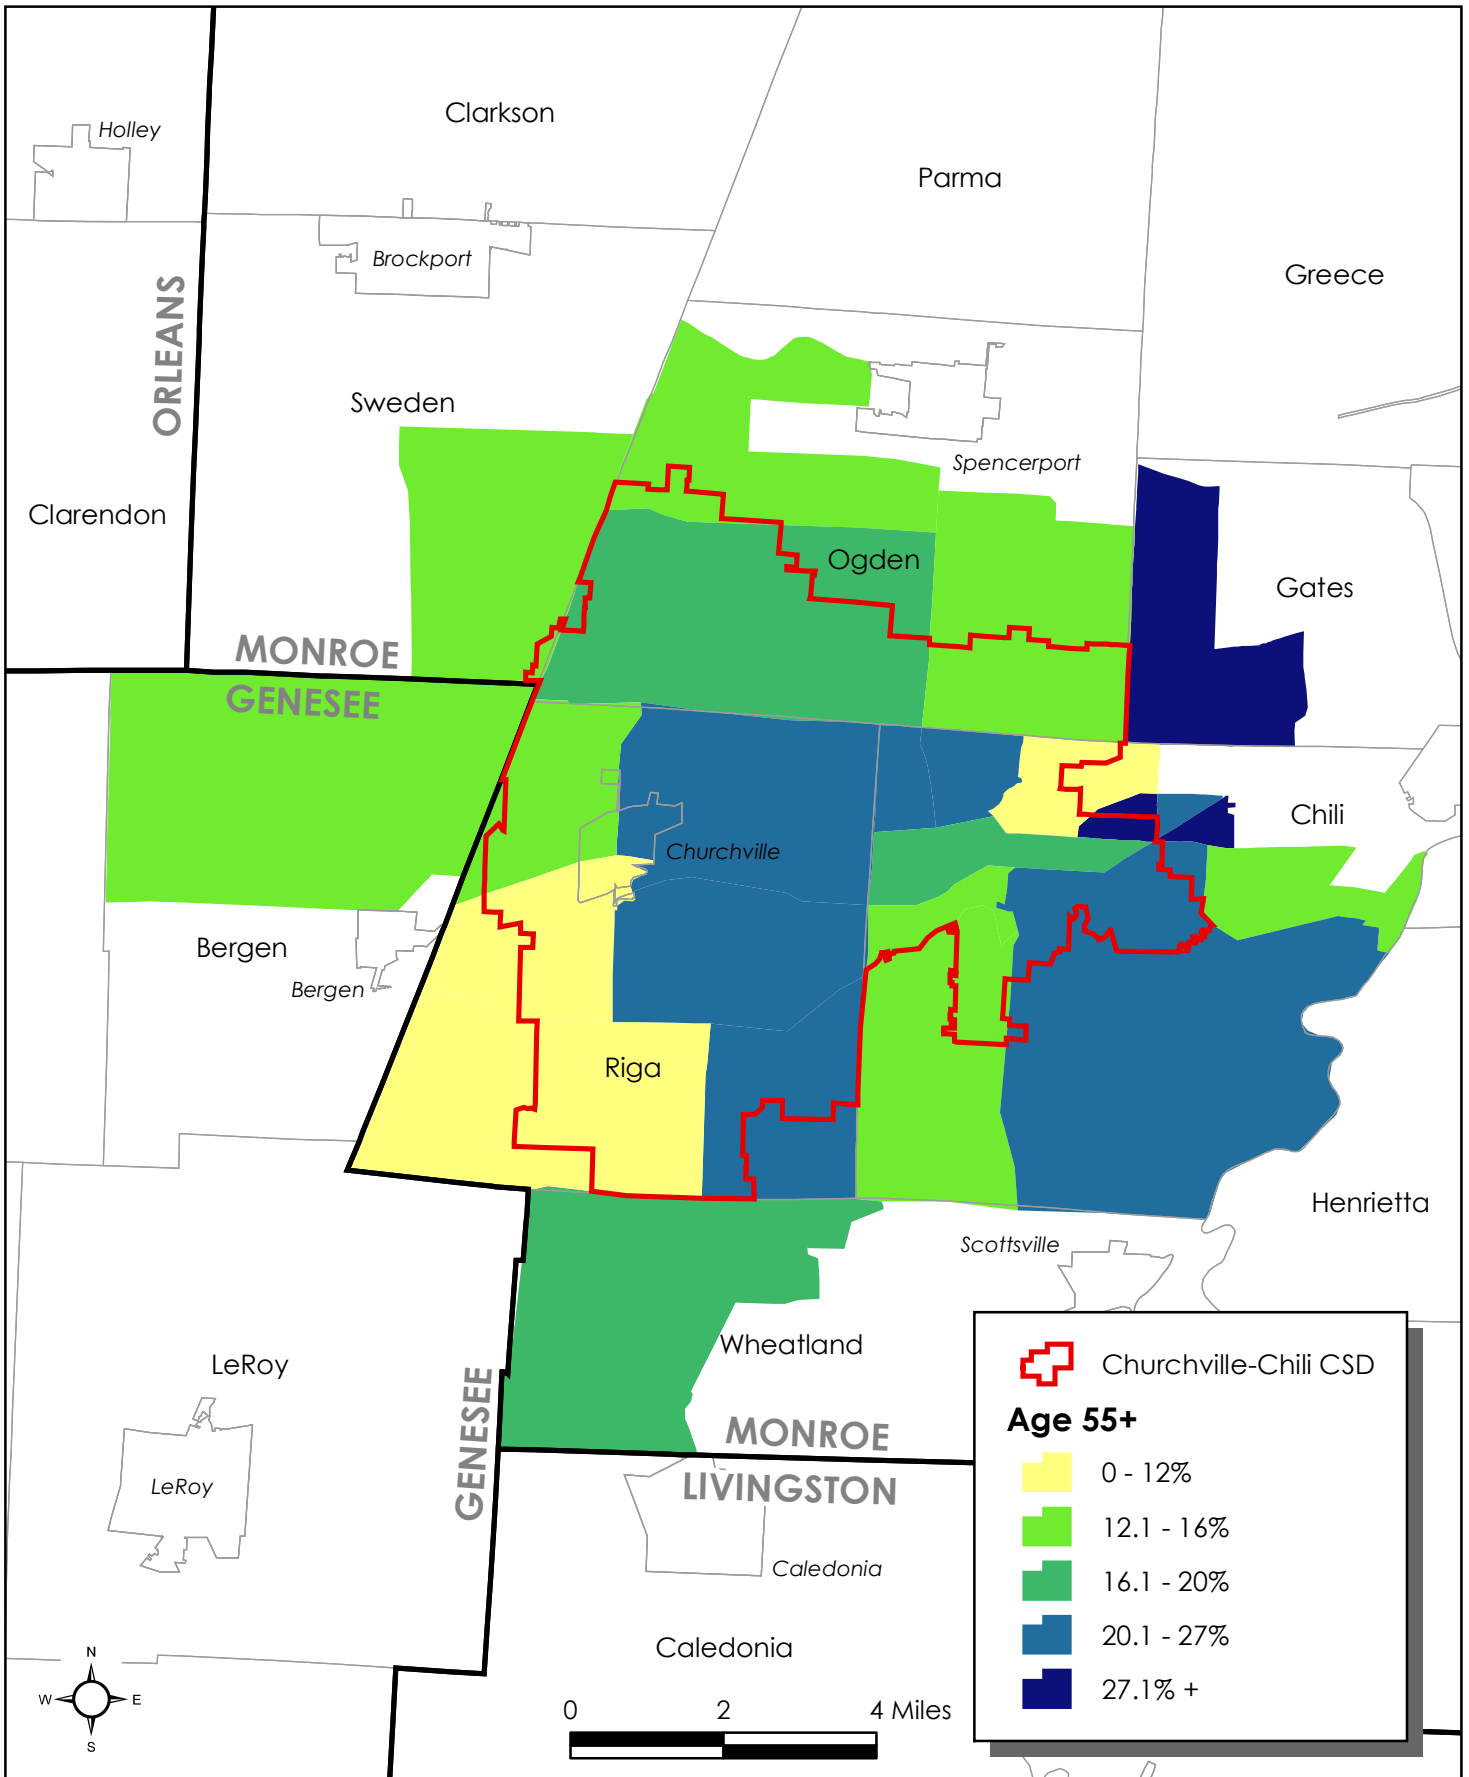 Clarkson
Holley
Parma
Brockport
Greece
ORLEANS
Sweden
Spencerport
Clarendon
Ogden
Gates
MONROE
GENESEE
Chili
Churchville
Bergen
Bergen
Riga
Henrietta
Scottsville
Wheatland
LeRoy
GENESEE
MONROE
LIVINGSTON
LeRoy
Caledonia
Caledonia
Churchville-Chili CSD
Age 55+
0 - 12%
12.1 - 16%
16.1 - 20%
20.1 - 27%
27.1% +
N
W E
S
0 2 4 Miles